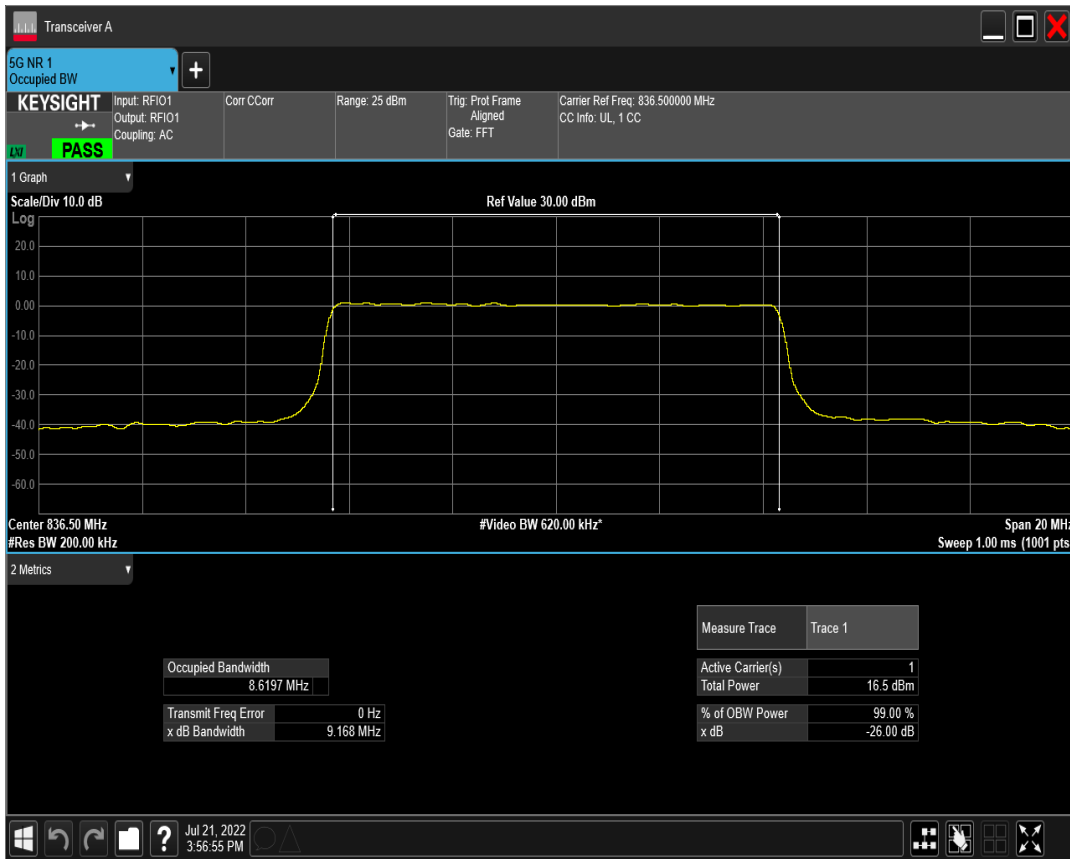 Transceiver A
5G NR 1
Occupied BW
KEYSIGHT
LXI
PASS
Input: RFIO1
Output: RFIO1
Coupling: AC
Corr CCorr
Range: 25 dBm
Trig: Prot Frame
Aligned
Gate: FFT
Carrier Ref Freq: 836.500000 MHz
CC Info: UL, 1 CC
1 Graph
Scale/Div 10.0 dB
Ref Value 30.00 dBm
Log
20.0
10.0
0.00
-10.0
-20.0
-30.0
-40.0
-50.0
-60.0
Center 836.50 MHz
#Video BW 620.00 kHz*
Span 20 MHz
#Res BW 200.00 kHz
Sweep 1.00 ms (1001 pts
2 Metrics
Measure Trace Trace 1
Occupied Bandwidth
8.6197 MHz
Active Carrier(s) 1
Total Power 16.5 dBm
Transmit Freq Error 0 Hz
x dB Bandwidth 9.168 MHz
% of OBW Power 99.00 %
x dB -26.00 dB
?
Jul 21, 2022
3:56:55 PM